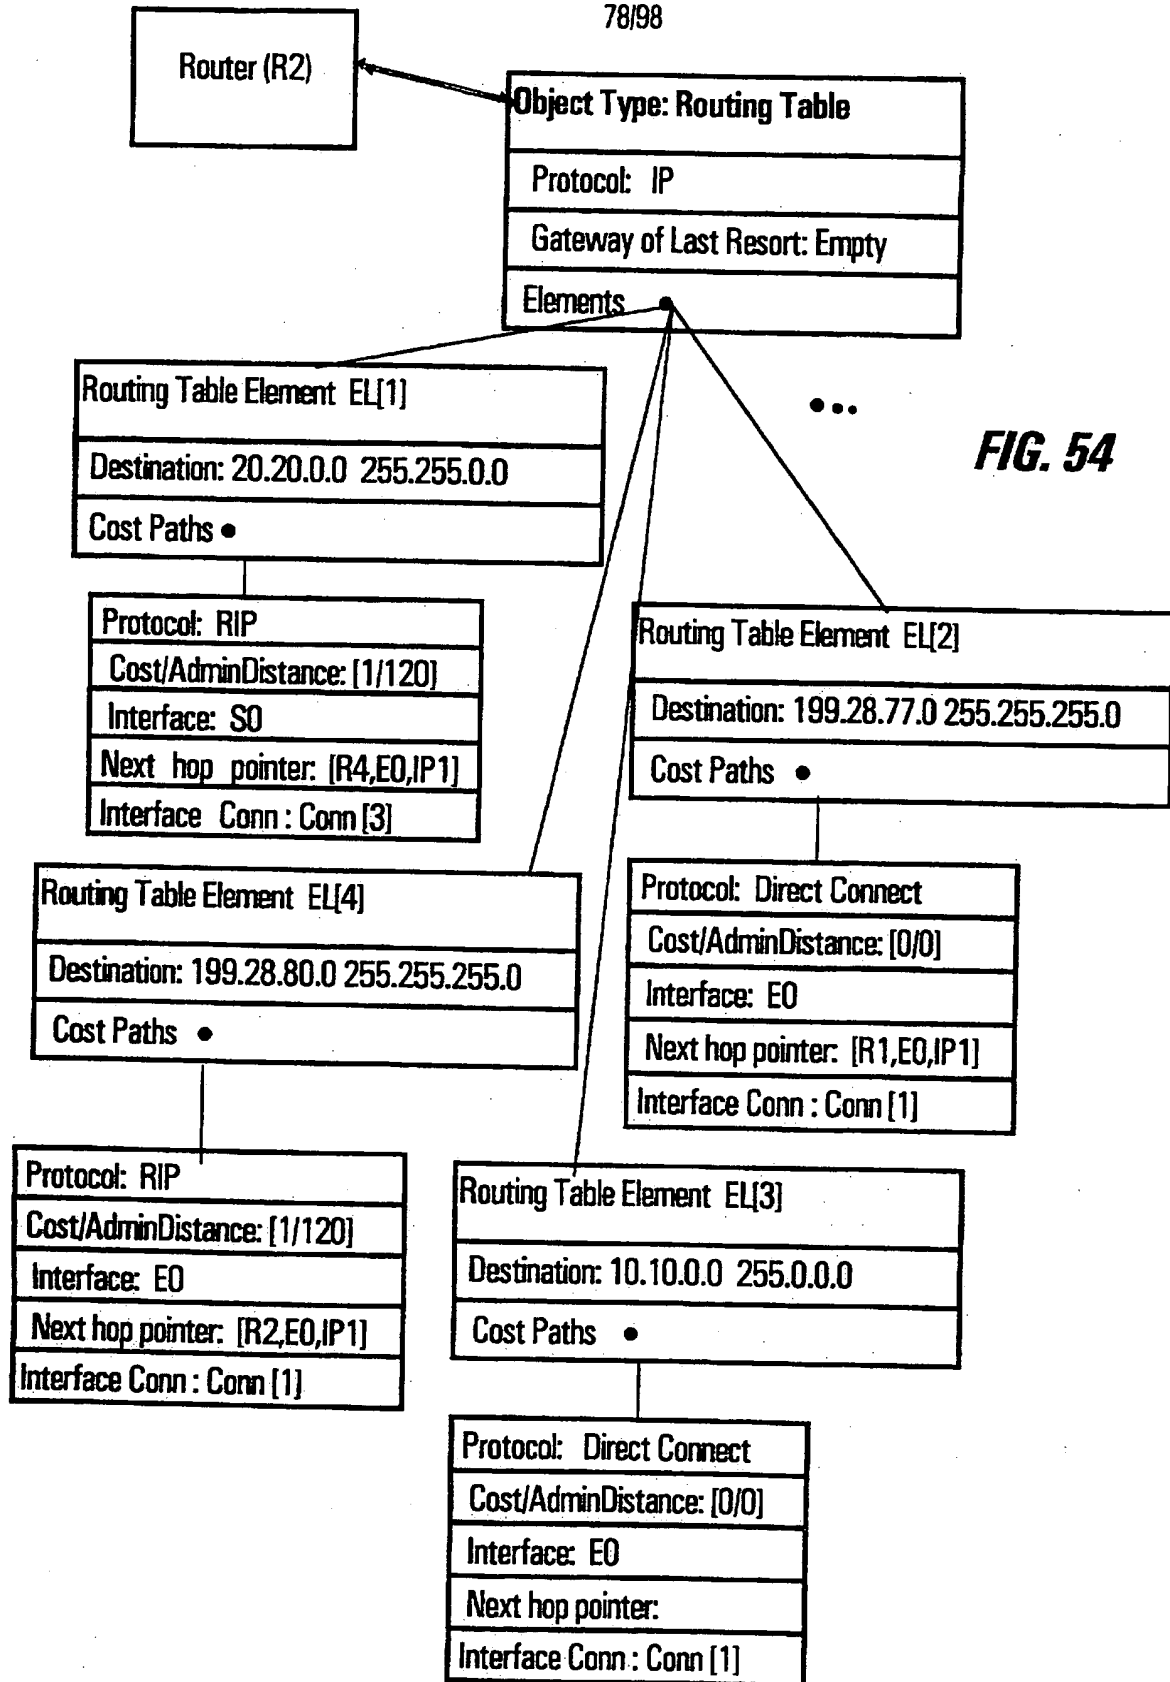 78/98
Router (R2)
Object Type: Routing Table
Protocol: IP
Gateway of Last Resort: Empty
Elements
FIG. 54
Routing Table Element EL[1]
Destination: 20.20.0.0 255.255.0.0
Cost Paths
Protocol: RIP
Cost/AdminDistance: [1/120]
Interface: S0
Next hop pointer: [R4,E0,IP1]
Interface Conn : Conn [3]
Routing Table Element EL[2]
Destination: 199.28.77.0 255.255.255.0
Cost Paths
Protocol: Direct Connect
Cost/AdminDistance: [0/0]
Interface: E0
Next hop pointer: [R1,E0,IP1]
Interface Conn : Conn [1]
Routing Table Element EL[4]
Destination: 199.28.80.0 255.255.255.0
Cost Paths
Protocol: RIP
Cost/AdminDistance: [1/120]
Interface: E0
Next hop pointer: [R2,E0,IP1]
Interface Conn : Conn [1]
Routing Table Element EL[3]
Destination: 10.10.0.0 255.0.0.0
Cost Paths
Protocol: Direct Connect
Cost/AdminDistance: [0/0]
Interface: E0
Next hop pointer:
Interface Conn : Conn [1]